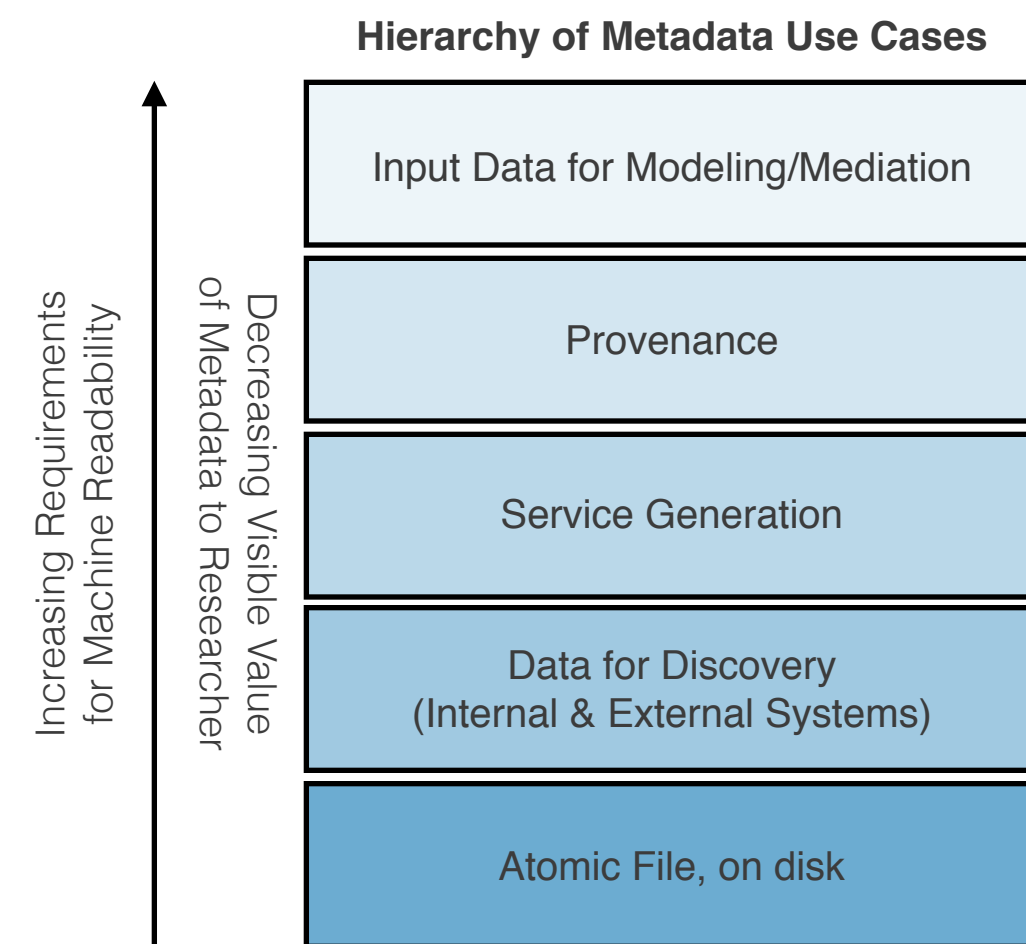 Hierarchy of Metadata Use Cases
Increasing Requirements
for Machine Readability
Decreasing Visible Value
of Metadata to Researcher
Input Data for Modeling/Mediation
Provenance
Service Generation
Data for Discovery
(Internal & External Systems)
Atomic File, on disk